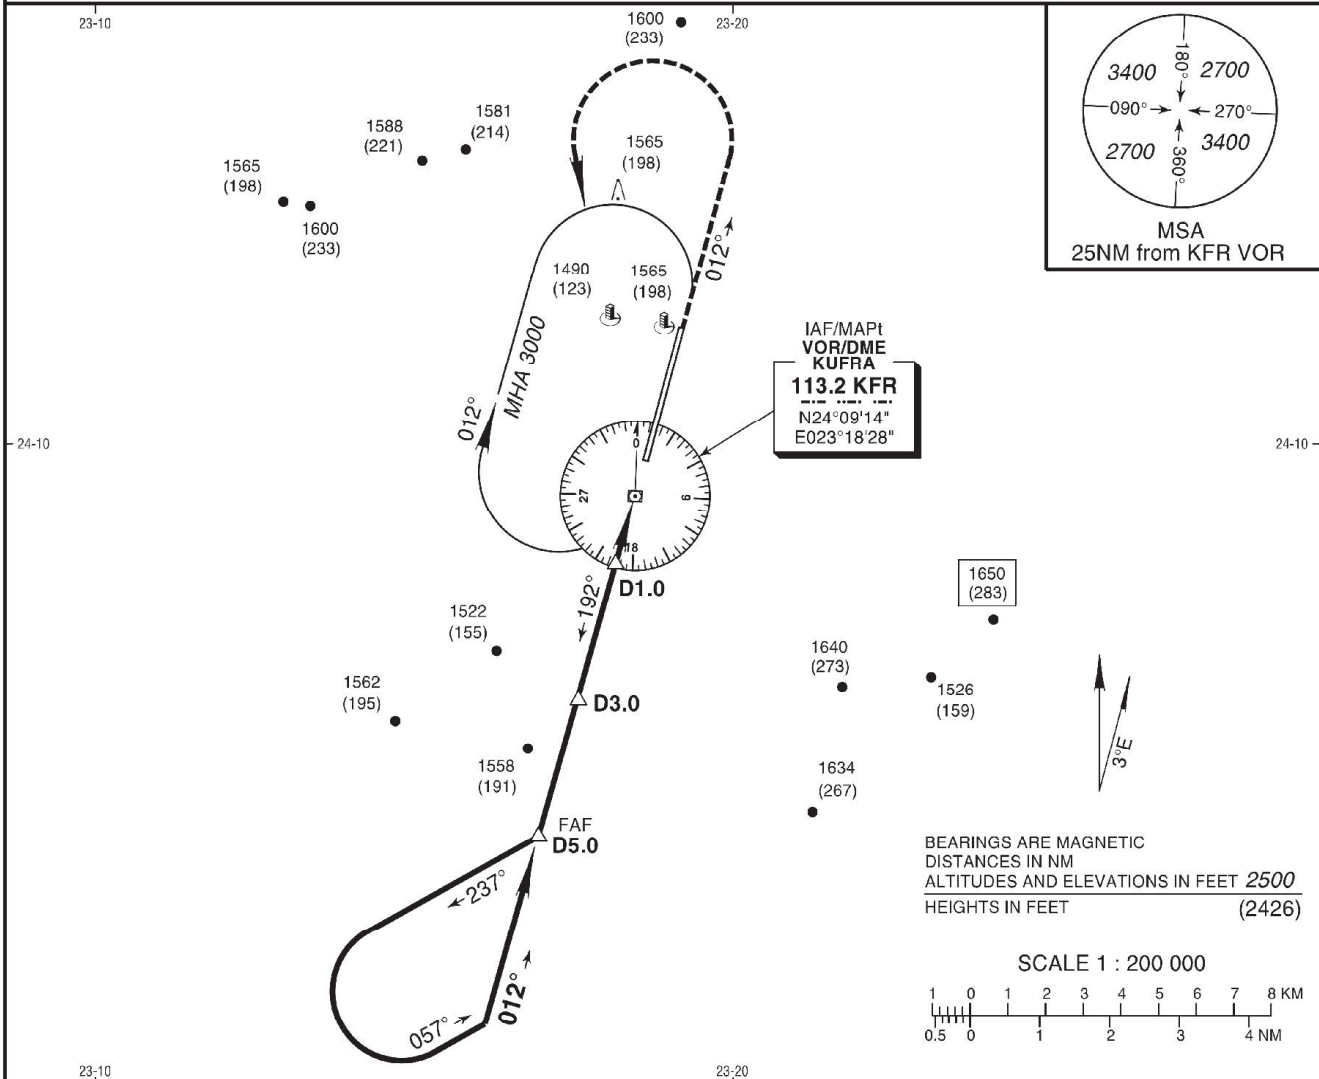 23-10
1600
(233)
23-20
180°
3400
2700
090°
270°
2700
3400
360°
MSA
25NM from KFR VOR
1581
(214)
1588
(221)
1565
(198)
1600
(233)
1565
(198)
012°
1490
(123)
1565
(198)
MHA 3000
012°
IAF/MAPt
VOR/DME
KUFRA
113.2 KFR
N24°09'14"
E023°18'28"
24-10
24-10
0
27
9
18
D1.0
192°
1650
(283)
1522
(155)
1640
(273)
1562
(195)
D3.0
1526
(159)
1558
(191)
1634
(267)
3°E
FAF
D5.0
237°
012°
057°
BEARINGS ARE MAGNETIC
DISTANCES IN NM
ALTITUDES AND ELEVATIONS IN FEET 2500
HEIGHTS IN FEET (2426)
SCALE 1 : 200 000
1 0 1 2 3 4 5 6 7 8 KM
0.5 0 1 2 3 4 NM
23-10
23-20